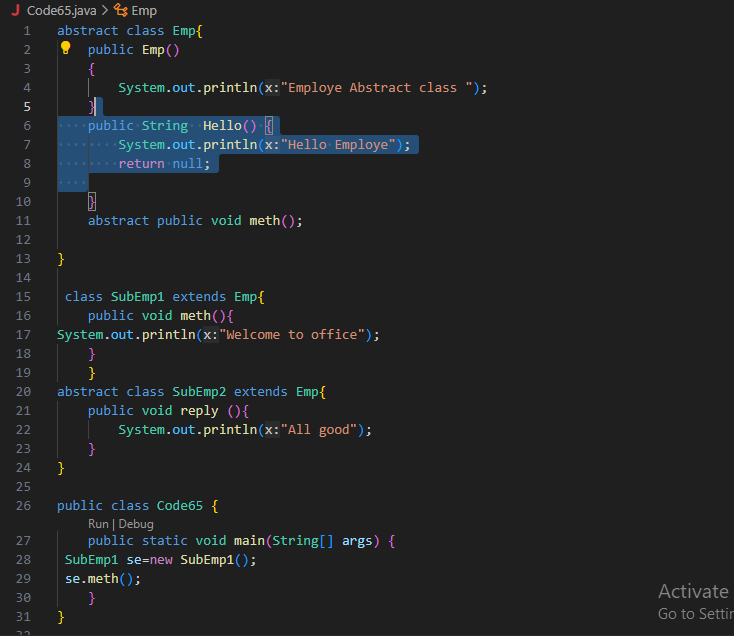 J Code65.java > Emp
1 abstract class Emp{
2 public Emp()
3 {
4 System.out.println(x:"Employe Abstract class ");
5 }
6 public String Hello() {
7 System.out.println(x:"Hello Employe");
8 return null;
9
10 }
11 abstract public void meth();
12
13 }
14
15 class SubEmp1 extends Emp{
16 public void meth(){
17 System.out.println(x:"Welcome to office");
18 }
19 }
20 abstract class SubEmp2 extends Emp{
21 public void reply (){
22 System.out.println(x:"All good");
23 }
24 }
25
26 public class Code65 {
Run | Debug
27 public static void main(String[] args) {
28 SubEmp1 se=new SubEmp1();
29 se.meth();
30 }
31 }
32
Activate
Go to Settin